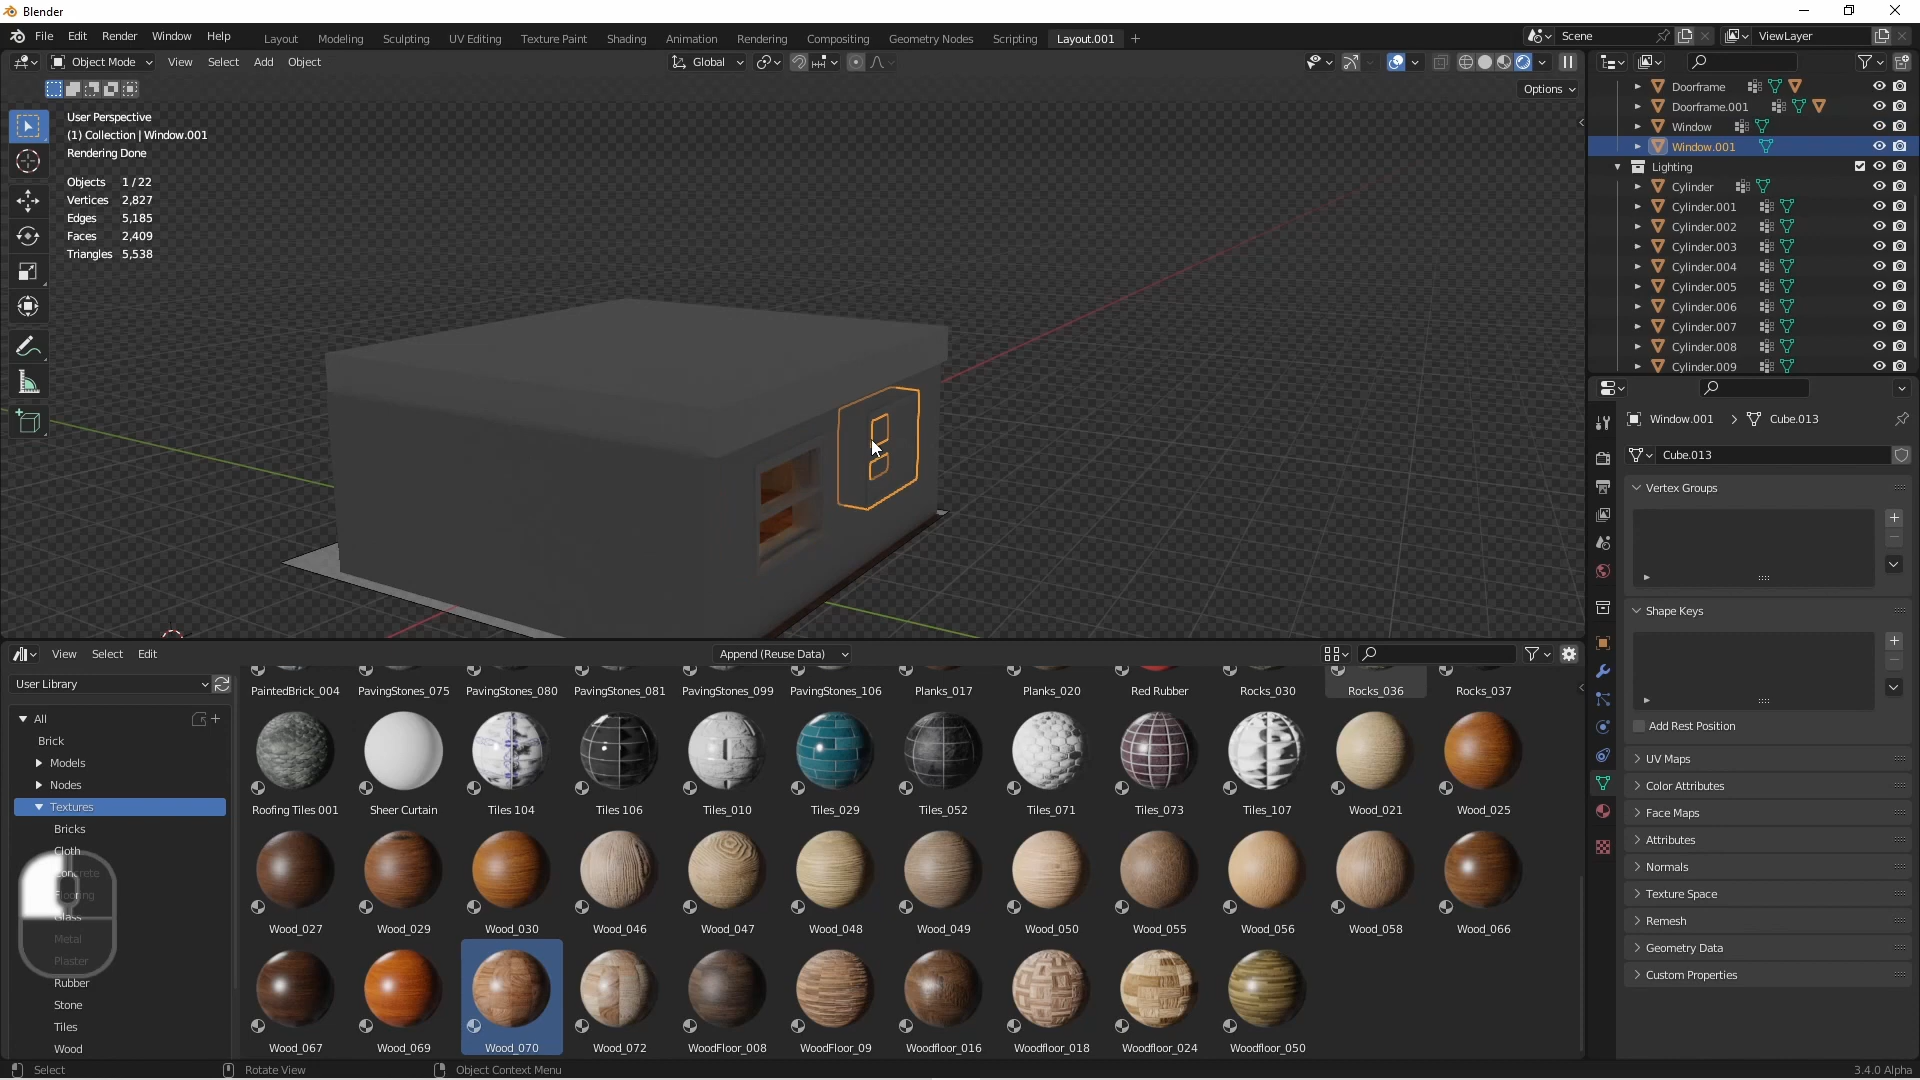 Blender
File Edit Render Window Help
Layout Modeling Sculpting UV Editing Texture Paint Shading Animation Rendering Compositing Geometry Nodes Scripting Layout.001 +
Scene
ViewLayer
Object Mode View Select Add Object
Global
Options
User Perspective
(1) Collection | Window.001
Rendering Done
Objects 1 / 22
Vertices 2,827
Edges 5,185
Faces 2,409
Triangles 5,538
Doorframe
Doorframe.001
Window
Window.001
Lighting
Cylinder
Cylinder.001
Cylinder.002
Cylinder.003
Cylinder.004
Cylinder.005
Cylinder.006
Cylinder.007
Cylinder.008
Cylinder.009
Window.001 > Cube.013
Cube.013
Vertex Groups
Shape Keys
Add Rest Position
UV Maps
Color Attributes
Face Maps
Attributes
Normals
Texture Space
Remesh
Geometry Data
Custom Properties
View Select Edit
Append (Reuse Data)
User Library
All
Brick
Models
Nodes
Textures
Bricks
Cloth
Concrete
Flooring
Glass
Metal
Plaster
Rubber
Stone
Tiles
Wood
PaintedBrick_004 PavingStones_075 PavingStones_080 PavingStones_081 PavingStones_099 PavingStones_106 Planks_017 Planks_020 Red Rubber Rocks_030 Rocks_036 Rocks_037
Roofing Tiles 001 Sheer Curtain Tiles 104 Tiles 106 Tiles_010 Tiles_029 Tiles_052 Tiles_071 Tiles_073 Tiles_107 Wood_021 Wood_025
Wood_027 Wood_029 Wood_030 Wood_046 Wood_047 Wood_048 Wood_049 Wood_050 Wood_055 Wood_056 Wood_058 Wood_066
Wood_067 Wood_069 Wood_070 Wood_072 WoodFloor_008 WoodFloor_09 Woodfloor_016 Woodfloor_018 Woodfloor_024 Woodfloor_050
Select Rotate View Object Context Menu
3.4.0 Alpha